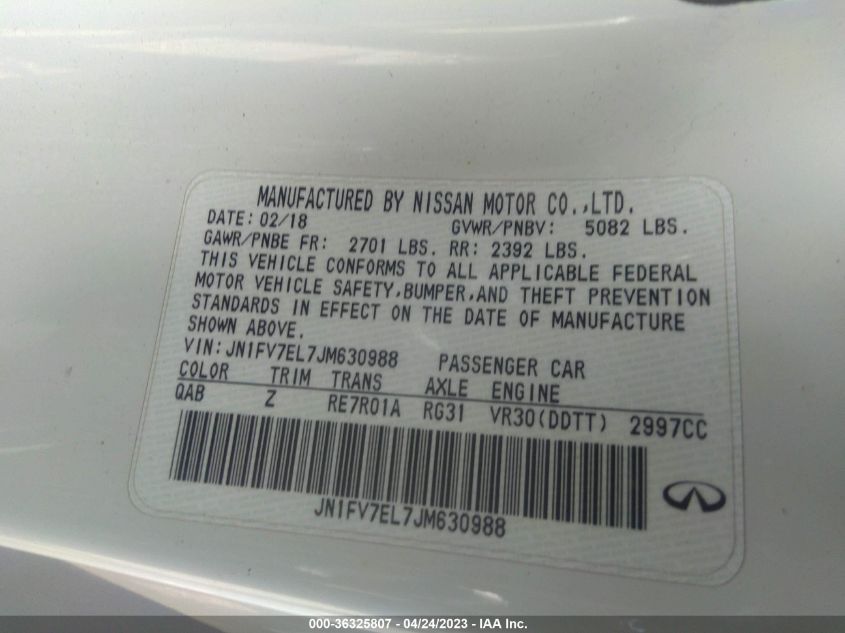 MANUFACTURED BY NISSAN MOTOR CO.,LTD.
DATE: 02/18 GVWR/PNBV: 5082 LBS.
GAWR/PNBE FR: 2701 LBS. RR: 2392 LBS.
THIS VEHICLE CONFORMS TO ALL APPLICABLE FEDERAL
MOTOR VEHICLE SAFETY,BUMPER,AND THEFT PREVENTION
STANDARDS IN EFFECT ON THE DATE OF MANUFACTURE
SHOWN ABOVE.
VIN: JN1FV7EL7JM630988 PASSENGER CAR
COLOR TRIM TRANS AXLE ENGINE
QAB Z RE7R01A RG31 VR30(DDTT) 2997CC
JN1FV7EL7JM630988
000-36325807 - 04/24/2023 - IAA Inc.